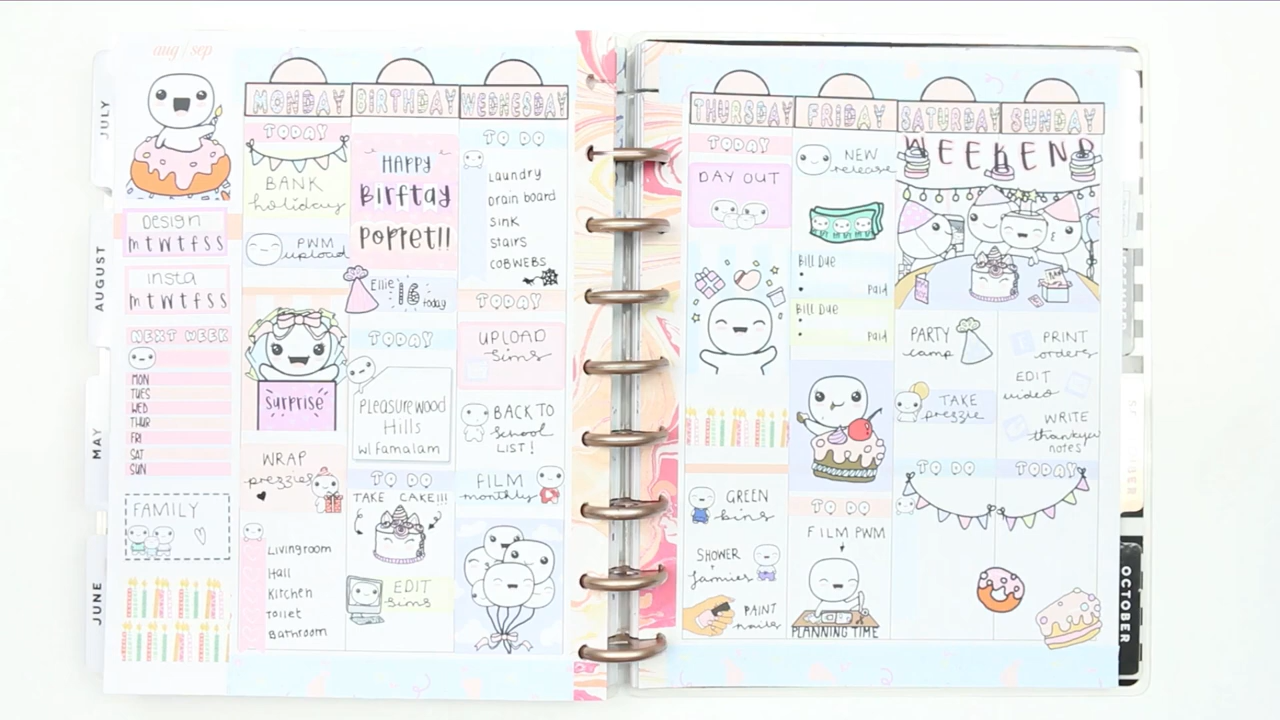 aug / sep
JULY
AUGUST
MAY
JUNE
DESIGN
m t W t F S S
insta
m t W t F S S
NEXT WEEK
MON
TUES
WED
THUR
FRI
SAT
SUN
FAMILY
MONDAY
TODAY
BANK
holiday
PWM
upload
SURPRISE
WRAP
prezzies
Livingroom
Hall
Kitchen
Toilet
Bathroom
BIRTHDAY
HAPPY
Birftay
POPPET!!
Ellie 16 today
TODAY
Pleasurewood
Hills
w/ Famalam
TO DO
TAKE CAKE!!!
EDIT
Sims
WEDNESDAY
TO DO
Laundry
Drain board
Sink
Stairs
COBWEBS
TODAY
UPLOAD
Sims
BACK TO
School
LIST!
FILM
monthly
THURSDAY
TODAY
DAY OUT
GREEN
bins
SHOWER
+
jamies
PAINT
nails
FRIDAY
NEW
release
Bill Due
Paid
Bill Due
Paid
TO DO
FILM PWM
PLANNING TIME
SATURDAY
SUNDAY
WEEKEND
PARTY
camp
TAKE
prezzie
TO DO
PRINT
orders
EDIT
video
WRITE
thankyou
notes
TODAY
OCTOBER